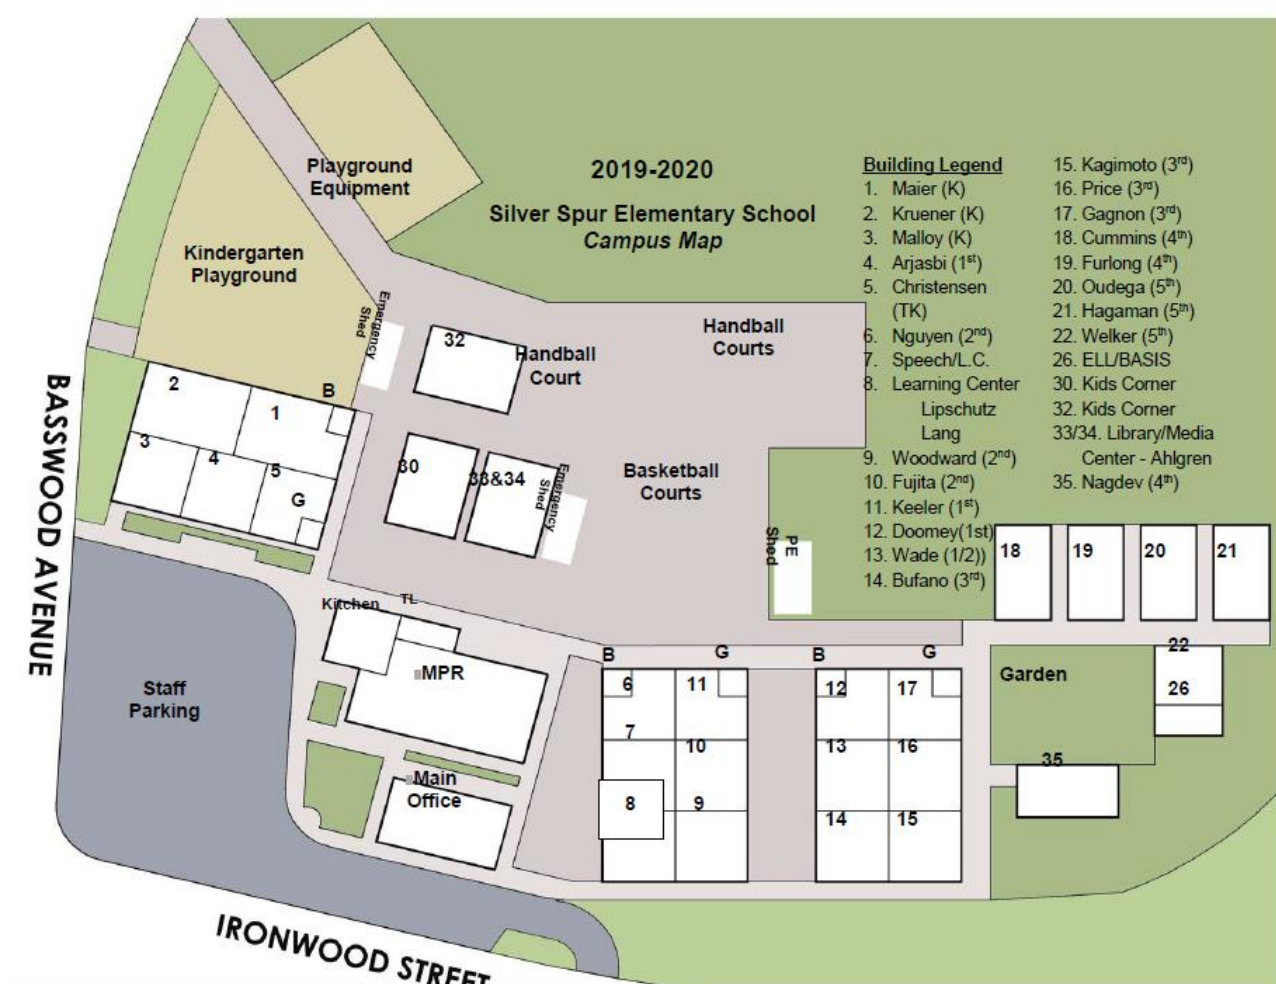 2019-2020
Silver Spur Elementary School
Campus Map
Building Legend
1. Maier (K)
2. Kruener (K)
3. Malloy (K)
4. Arjasbi (1st)
5. Christensen
(TK)
6. Nguyen (2nd)
7. Speech/L.C.
8. Learning Center
Lipschutz
Lang
9. Woodward (2nd)
10. Fujita (2nd)
11. Keeler (1st)
12. Doomey(1st)
13. Wade (1/2))
14. Bufano (3rd)
15. Kagimoto (3rd)
16. Price (3rd)
17. Gagnon (3rd)
18. Cummins (4th)
19. Furlong (4th)
20. Oudega (5th)
21. Hagaman (5th)
22. Welker (5th)
26. ELL/BASIS
30. Kids Corner
32. Kids Corner
33/34. Library/Media
Center - Ahlgren
35. Nagdev (4th)
Playground
Equipment
Kindergarten
Playground
Emergency
Shed
32
Handball
Court
Handball
Courts
2
1
B
3
4
5
G
30
33&34
Emergency
Shed
Basketball
Courts
PE
Shed
18
19
20
21
BASSWOOD AVENUE
Kitchen
TL
MPR
Staff
Parking
Main
Office
B
G
B
G
6
11
12
17
7
10
13
16
8
9
14
15
Garden
22
26
35
IRONWOOD STREET